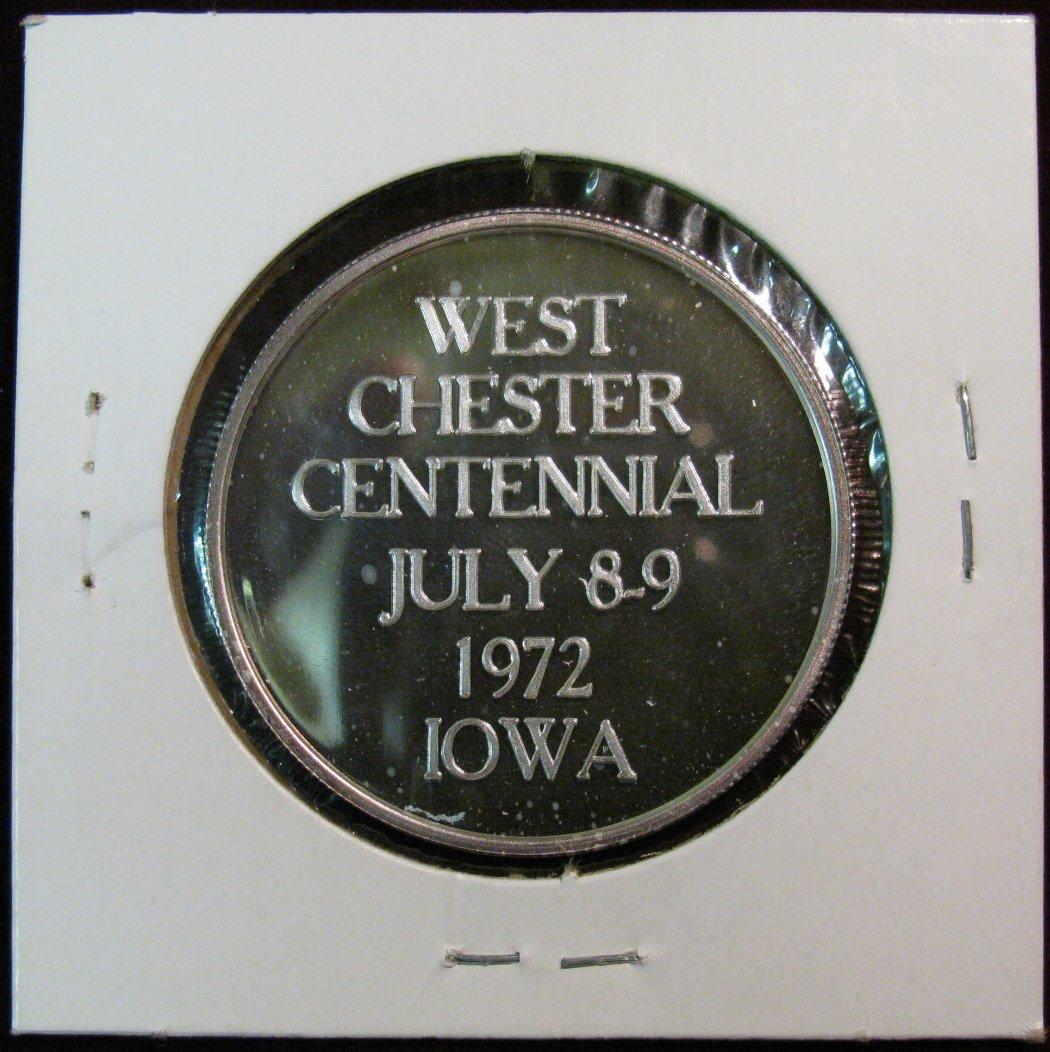 WEST
CHESTER
CENTENNIAL
JULY 8-9
1972
IOWA